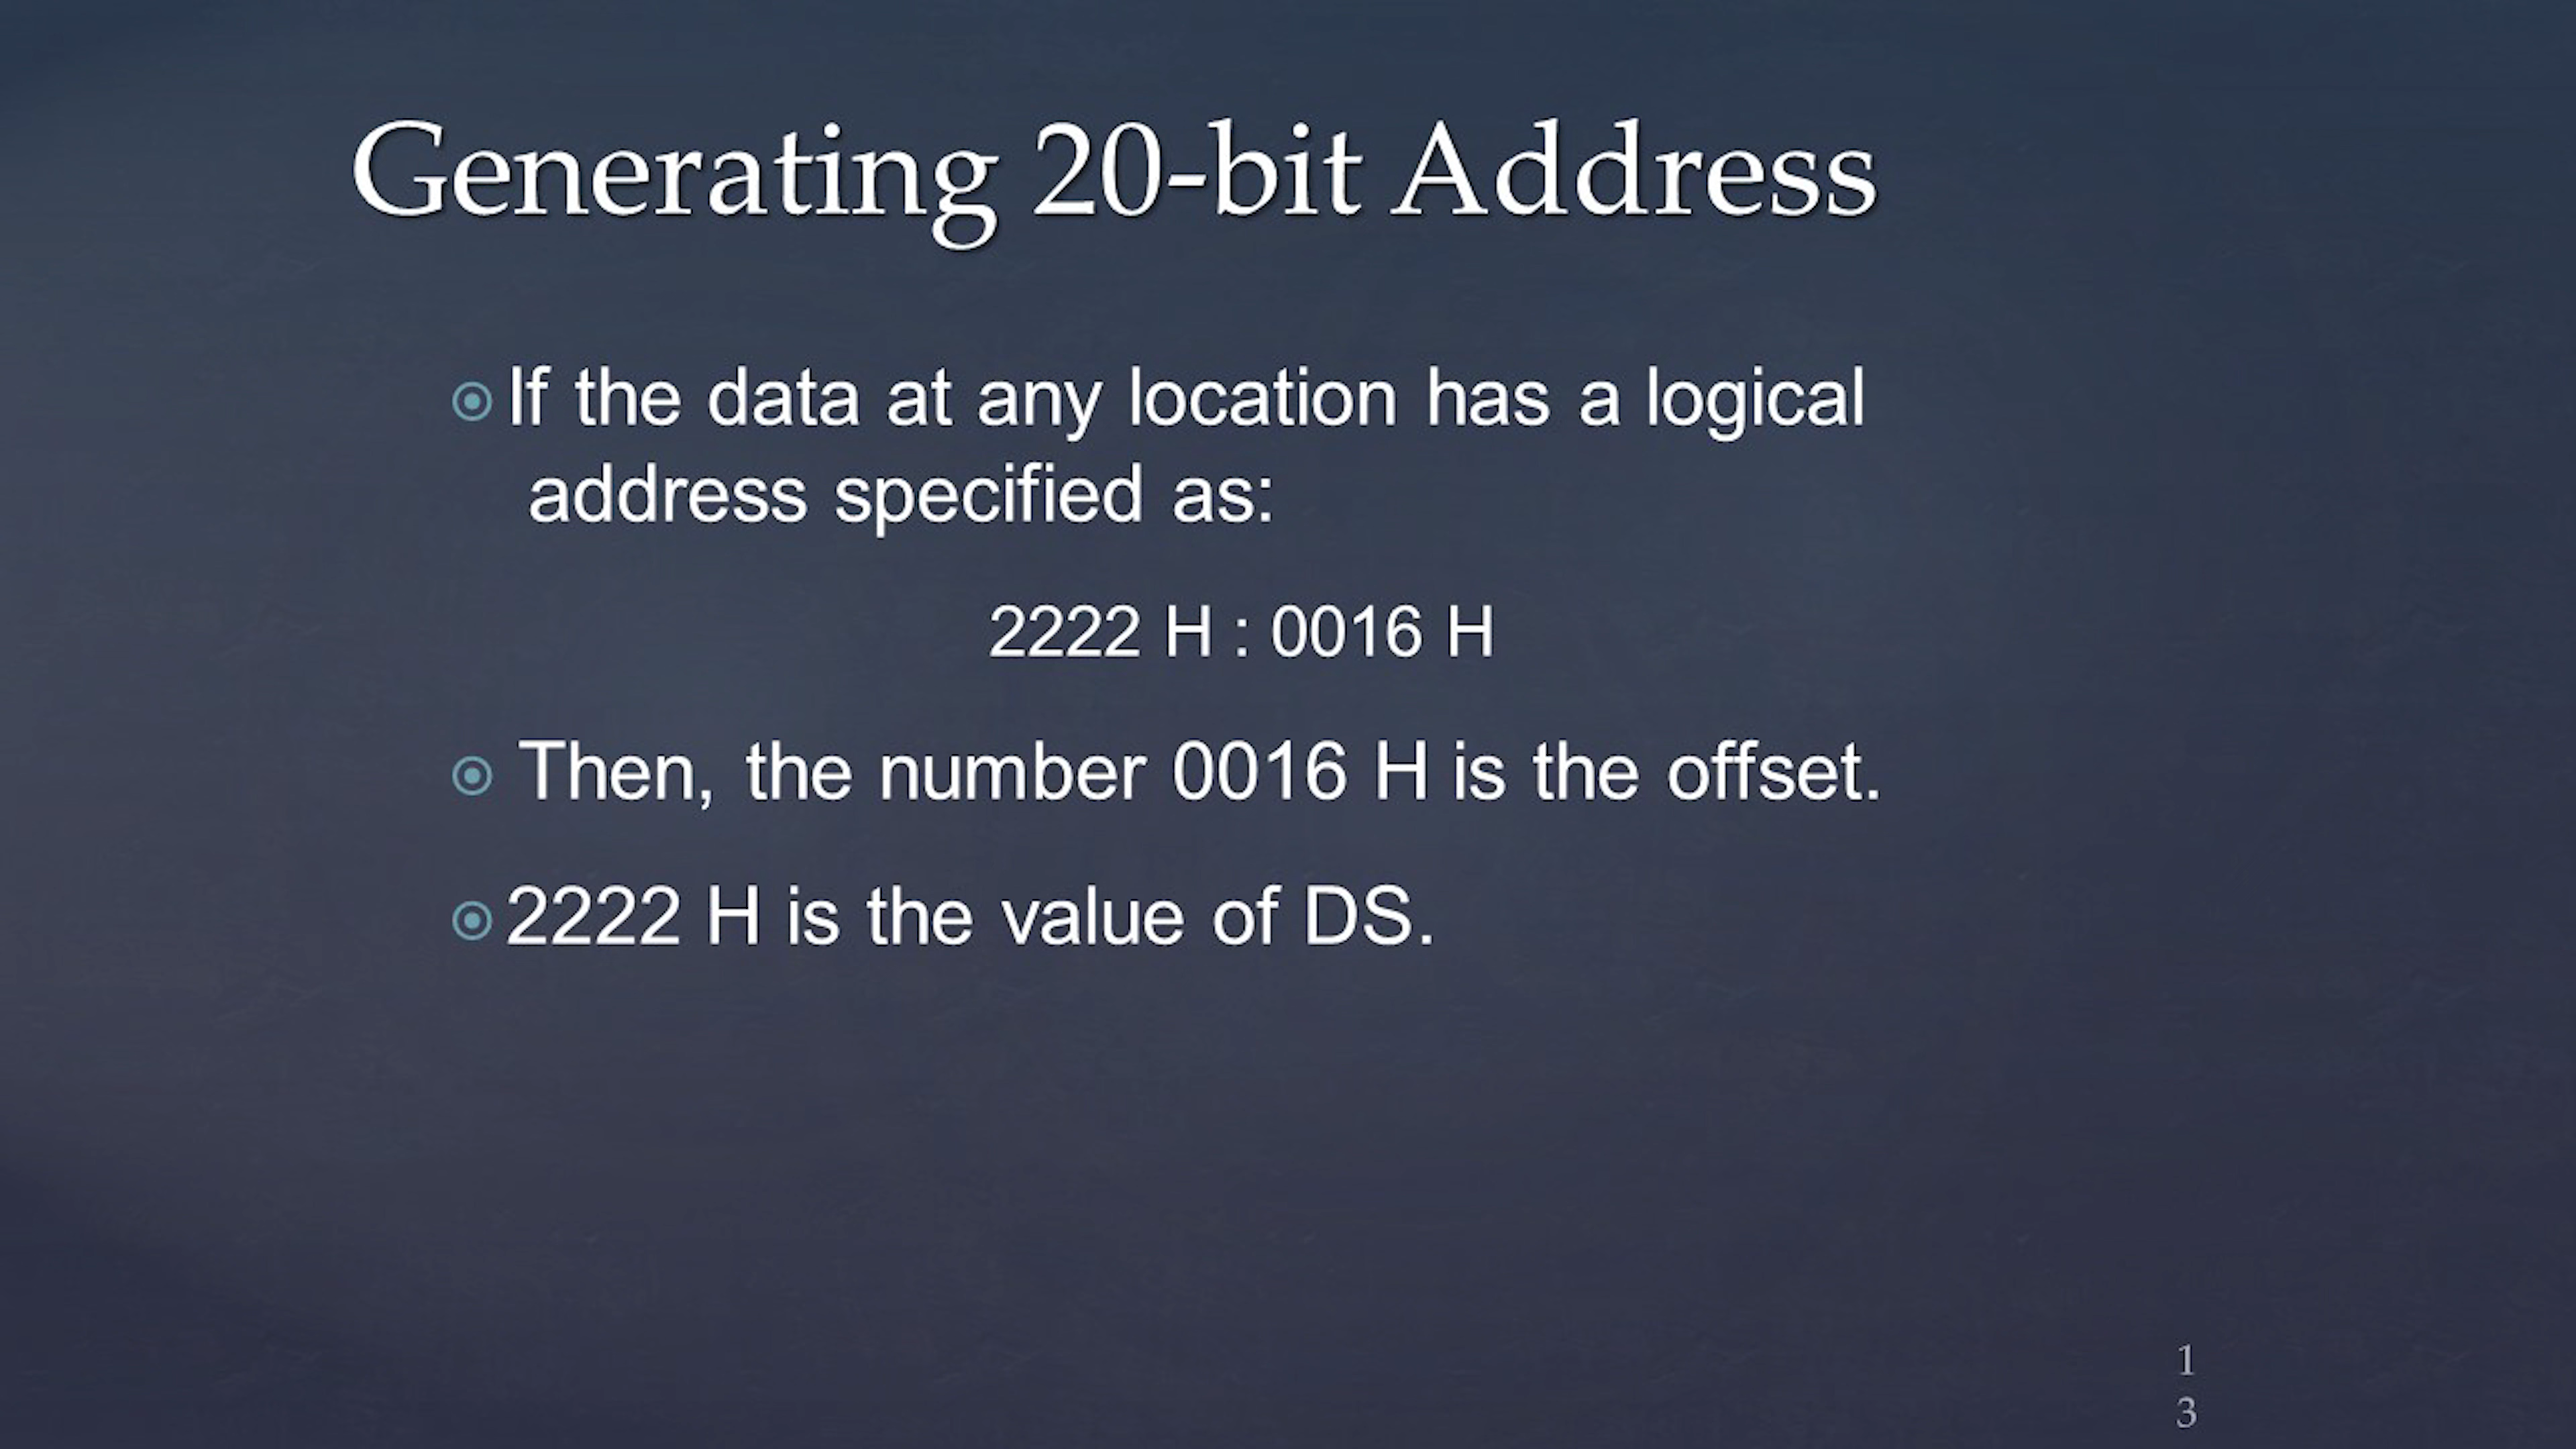 Generating 20-bit Address
If the data at any location has a logical
address specified as:
2222 H : 0016 H
Then, the number 0016 H is the offset.
2222 H is the value of DS.
1
3